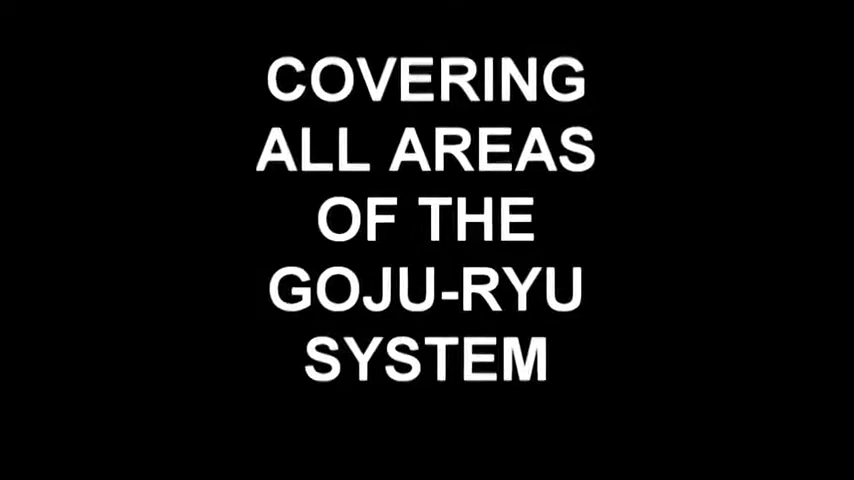 COVERING
ALL AREAS
OF THE
GOJU-RYU
SYSTEM